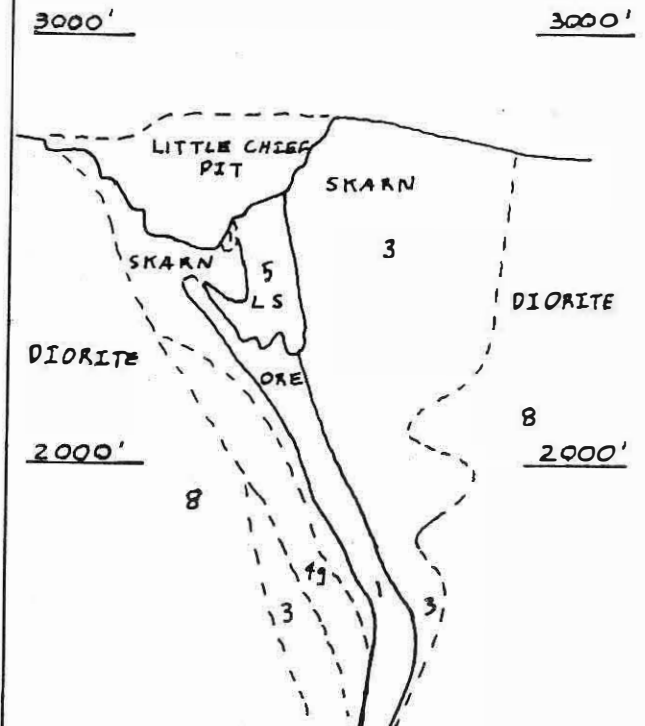 3000' 3000'
LITTLE CHIEF
PIT
SKARN
3
SKARN
5
LS
DIORITE
DIORITE
ORE
8
2000' 2000'
8
4g
1
3
3